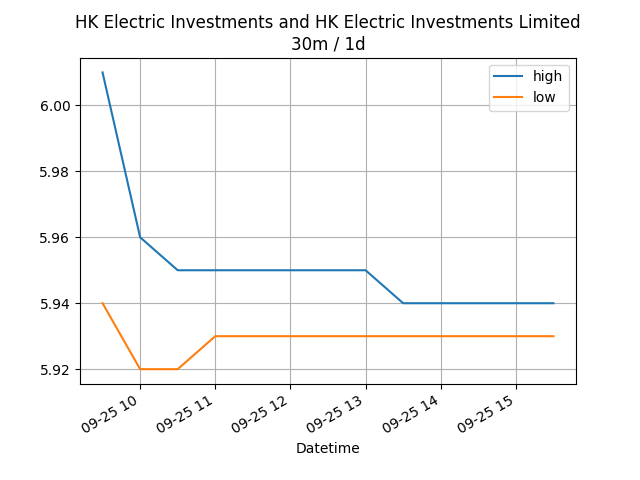 HK Electric Investments and HK Electric Investments Limited
30m / 1d
high
low
6.00
5.98
5.96
5.94
5.92
09-25 10
09-25 11
09-25 12
09-25 13
09-25 14
09-25 15
Datetime